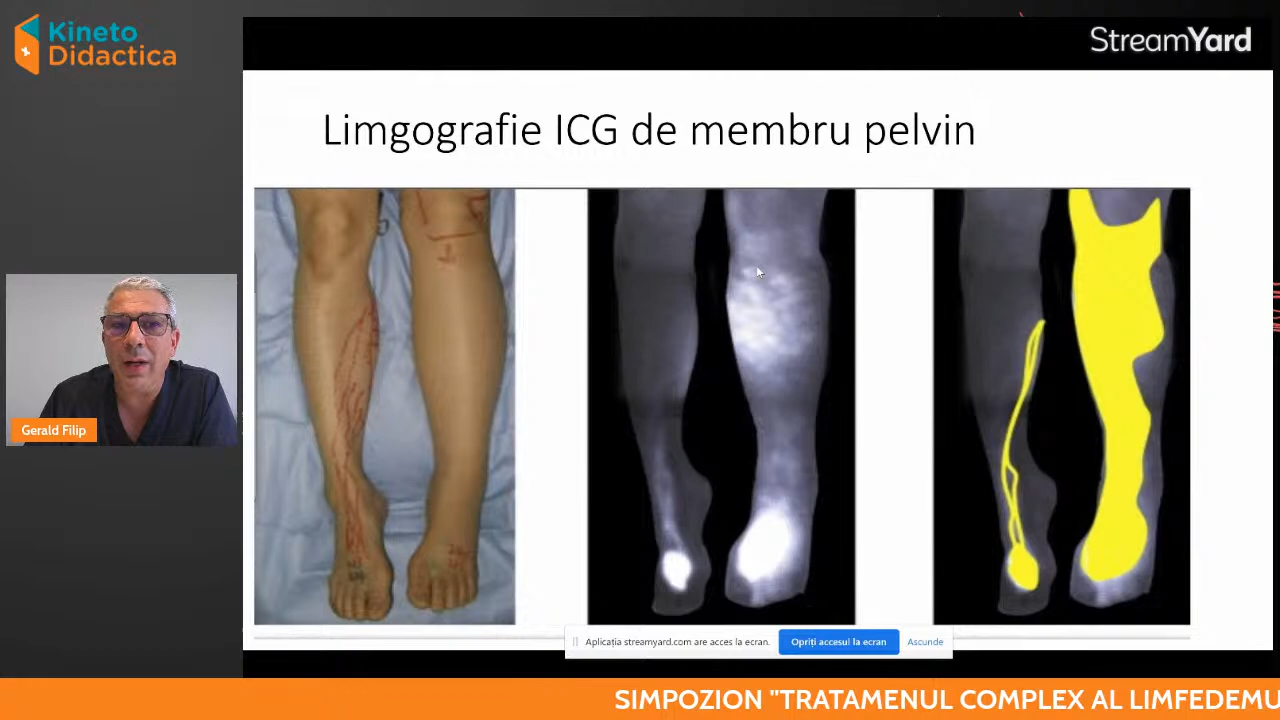 Kineto
Didactica
StreamYard
Limgografie ICG de membru pelvin
Gerald Filip
Aplicația streamyard.com are acces la ecran.
Opriți accesul la ecran
Ascunde
SIMPOZION "TRATAMENUL COMPLEX AL LIMFEDEMU